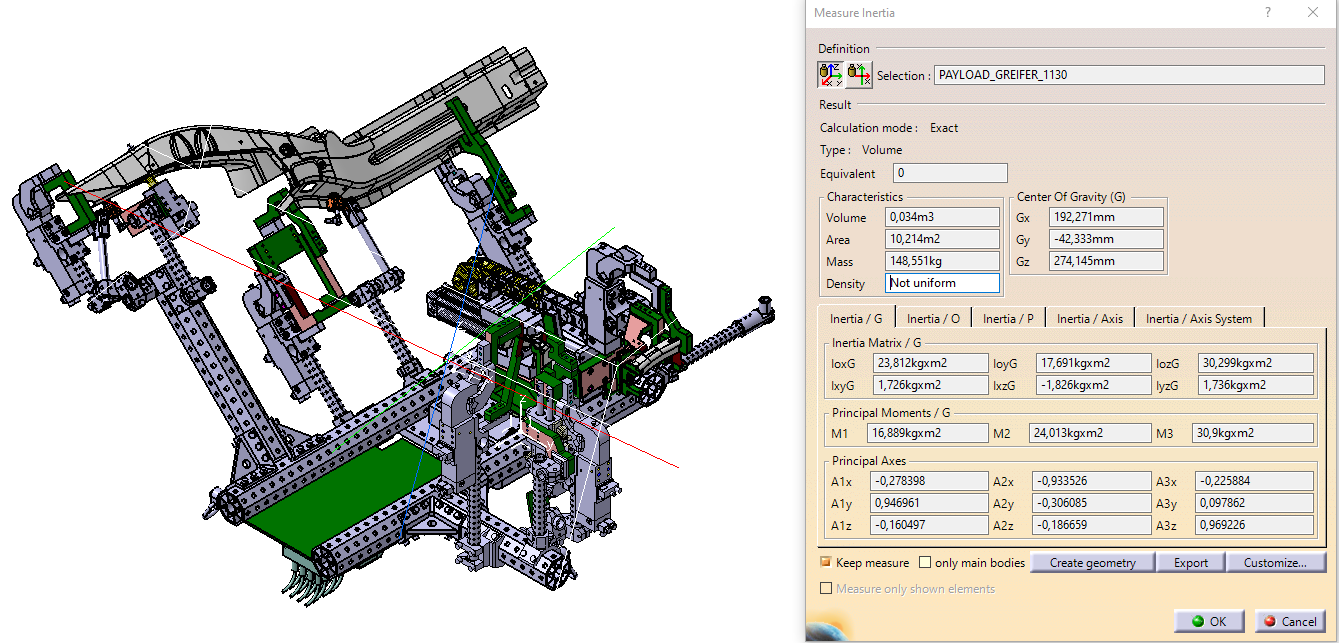 Measure Inertia ?
Definition
Selection : PAYLOAD_GREIFER_1130
Result
Calculation mode : Exact
Type : Volume
Equivalent 0
Characteristics
Volume 0,034m3
Area 10,214m2
Mass 148,551kg
Density Not uniform
Center Of Gravity (G)
Gx 192,271mm
Gy -42,333mm
Gz 274,145mm
Inertia / G Inertia / O Inertia / P Inertia / Axis Inertia / Axis System
Inertia Matrix / G
IoxG 23,812kgxm2 IoyG 17,691kgxm2 IozG 30,299kgxm2
IxyG 1,726kgxm2 IxzG -1,826kgxm2 IyzG 1,736kgxm2
Principal Moments / G
M1 16,889kgxm2 M2 24,013kgxm2 M3 30,9kgxm2
Principal Axes
A1x -0,278398 A2x -0,933526 A3x -0,225884
A1y 0,946961 A2y -0,306085 A3y 0,097862
A1z -0,160497 A2z -0,186659 A3z 0,969226
Keep measure only main bodies Create geometry Export Customize...
Measure only shown elements
OK Cancel